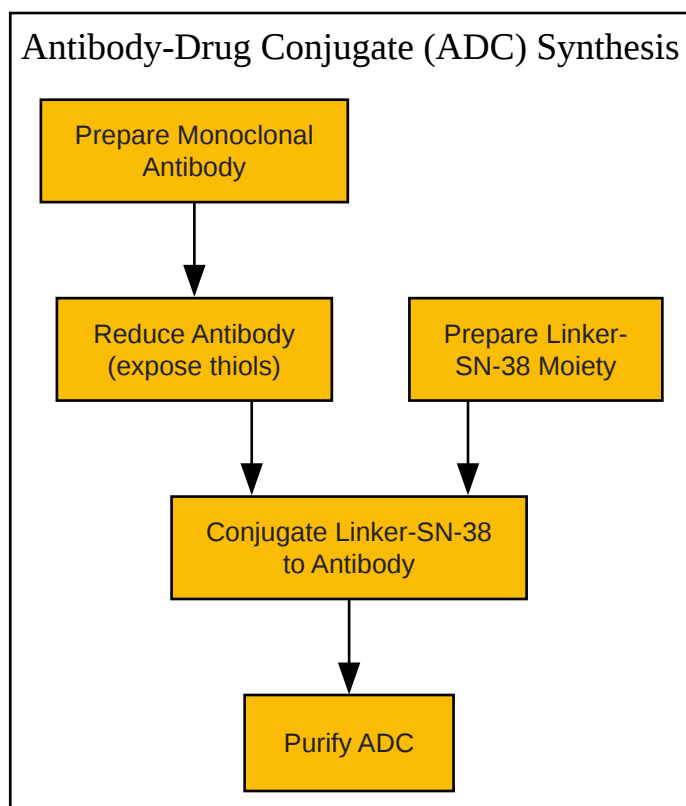 Antibody-Drug Conjugate (ADC) Synthesis
Prepare Monoclonal
Antibody
Reduce Antibody
(expose thiols)
Prepare Linker-
SN-38 Moiety
Conjugate Linker-SN-38
to Antibody
Purify ADC